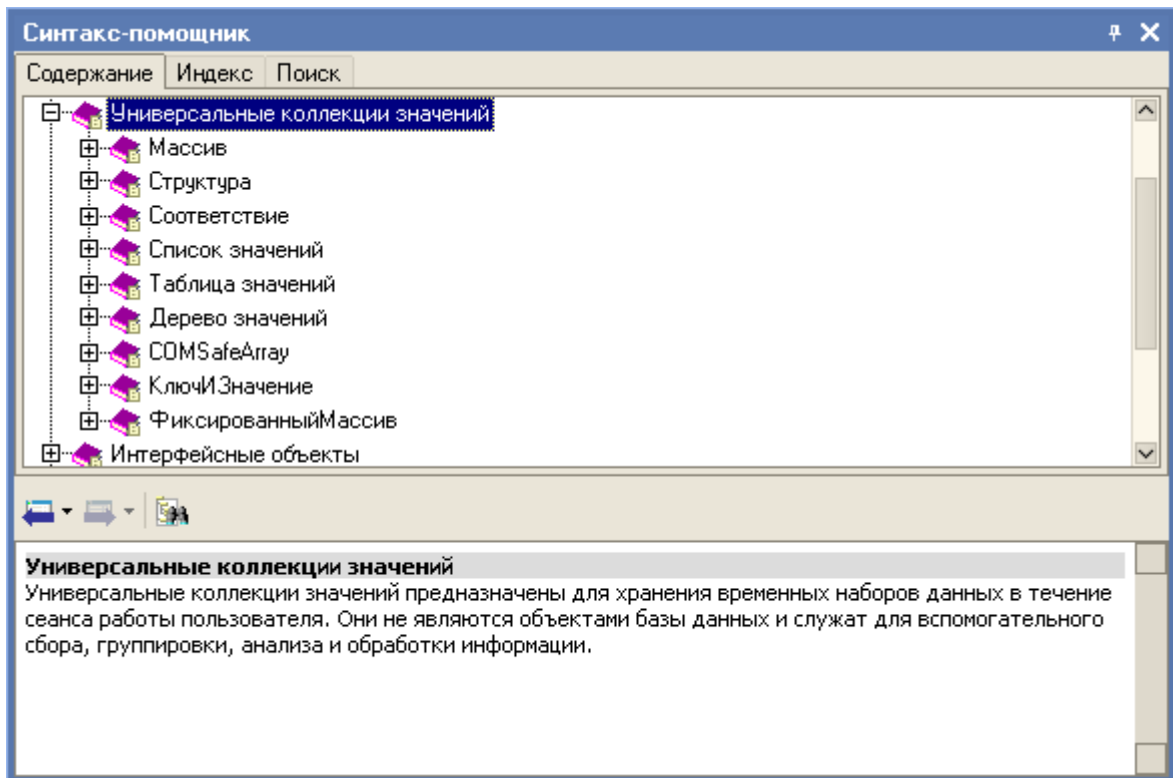 Синтакс-помощник
Содержание Индекс Поиск
Универсальные коллекции значений
Массив
Структура
Соответствие
Список значений
Таблица значений
Дерево значений
COMSafeArray
КлючИЗначение
ФиксированныйМассив
Интерфейсные объекты
Универсальные коллекции значений
Универсальные коллекции значений предназначены для хранения временных наборов данных в течение
сеанса работы пользователя. Они не являются объектами базы данных и служат для вспомогательного
сбора, группировки, анализа и обработки информации.